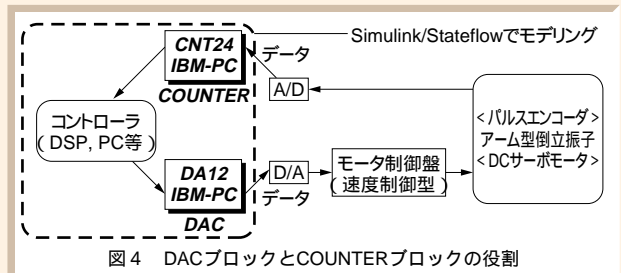 CNT24
IBM-PC
COUNTER
データ
A/D
Simulink/Stateflowでモデリング
コントローラ
(DSP, PC等)
<パルスエンコーダ>
アーム型倒立振子
<DCサーボモータ>
DA12
IBM-PC
DAC
D/A
データ
モータ制御盤
(速度制御型)
図4 DACブロックとCOUNTERブロックの役割